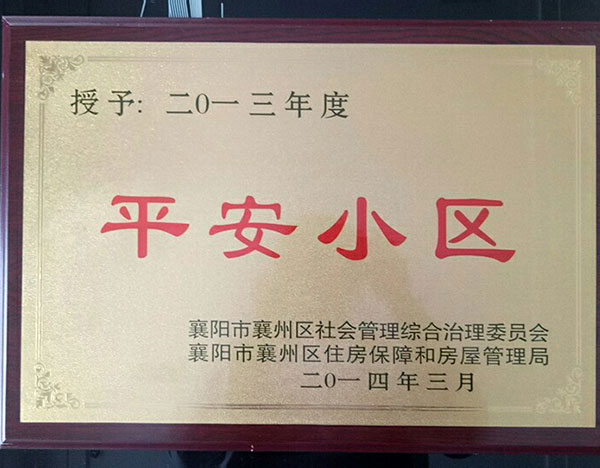 授予: 二0一三年度
平安小区
襄阳市襄州区社会管理综合治理委员会
襄阳市襄州区住房保障和房屋管理局
二0一四年三月